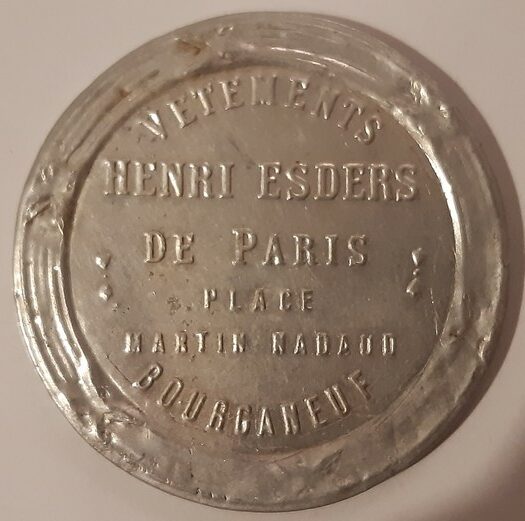 VETEMENTS
HENRI ESDERS
DE PARIS
PLACE
MARTIN NADAUD
BOURGANEUF